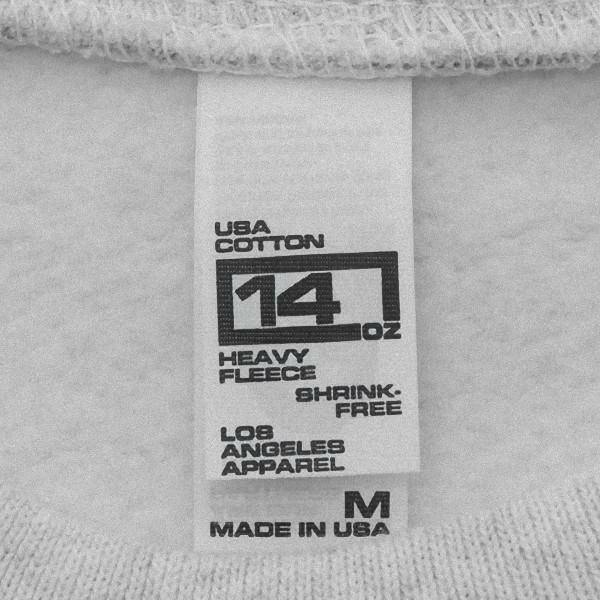 USA
COTTON
14
OZ
HEAVY
FLEECE
SHRINK-
FREE
LOS
ANGELES
APPAREL
M
MADE IN USA